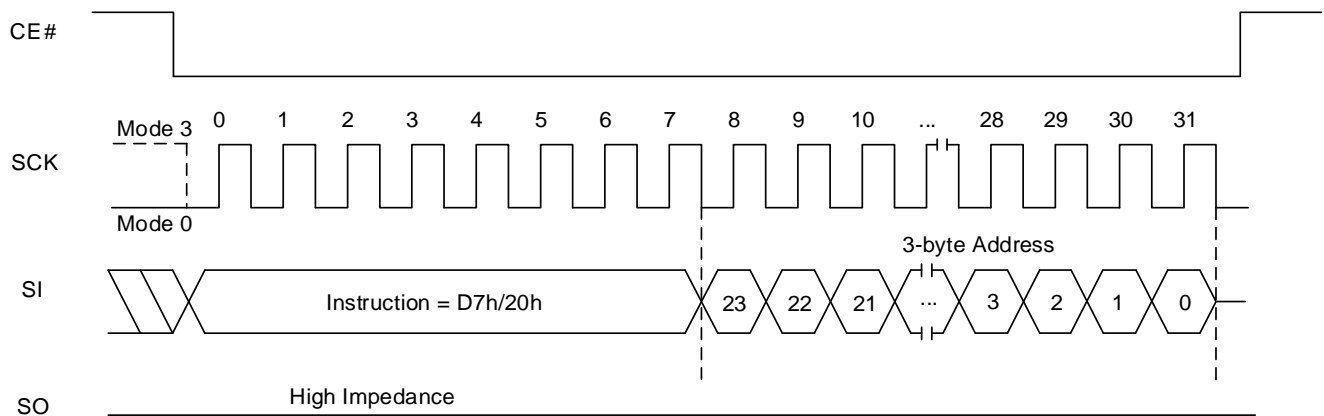 CE#
Mode 3
0 1 2 3 4 5 6 7 8 9 10 ... 28 29 30 31
SCK
Mode 0
3-byte Address
SI
Instruction = D7h/20h
23 22 21 ... 3 2 1 0
High Impedance
SO